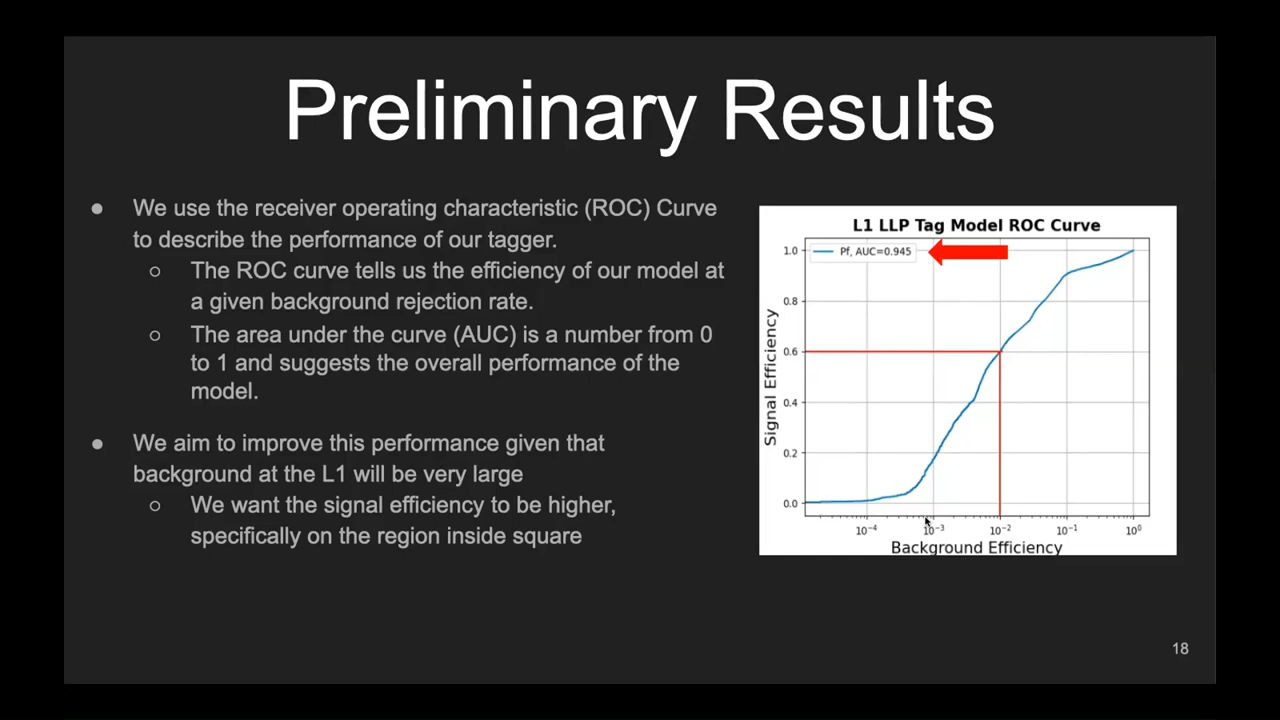 Preliminary Results
● We use the receiver operating characteristic (ROC) Curve
to describe the performance of our tagger.
○ The ROC curve tells us the efficiency of our model at
a given background rejection rate.
○ The area under the curve (AUC) is a number from 0
to 1 and suggests the overall performance of the
model.
● We aim to improve this performance given that
background at the L1 will be very large
○ We want the signal efficiency to be higher,
specifically on the region inside square
L1 LLP Tag Model ROC Curve
Pf, AUC=0.945
Signal Efficiency
1.0
0.8
0.6
0.4
0.2
0.0
10⁻⁴ 10⁻³ 10⁻² 10⁻¹ 10⁰
Background Efficiency
18